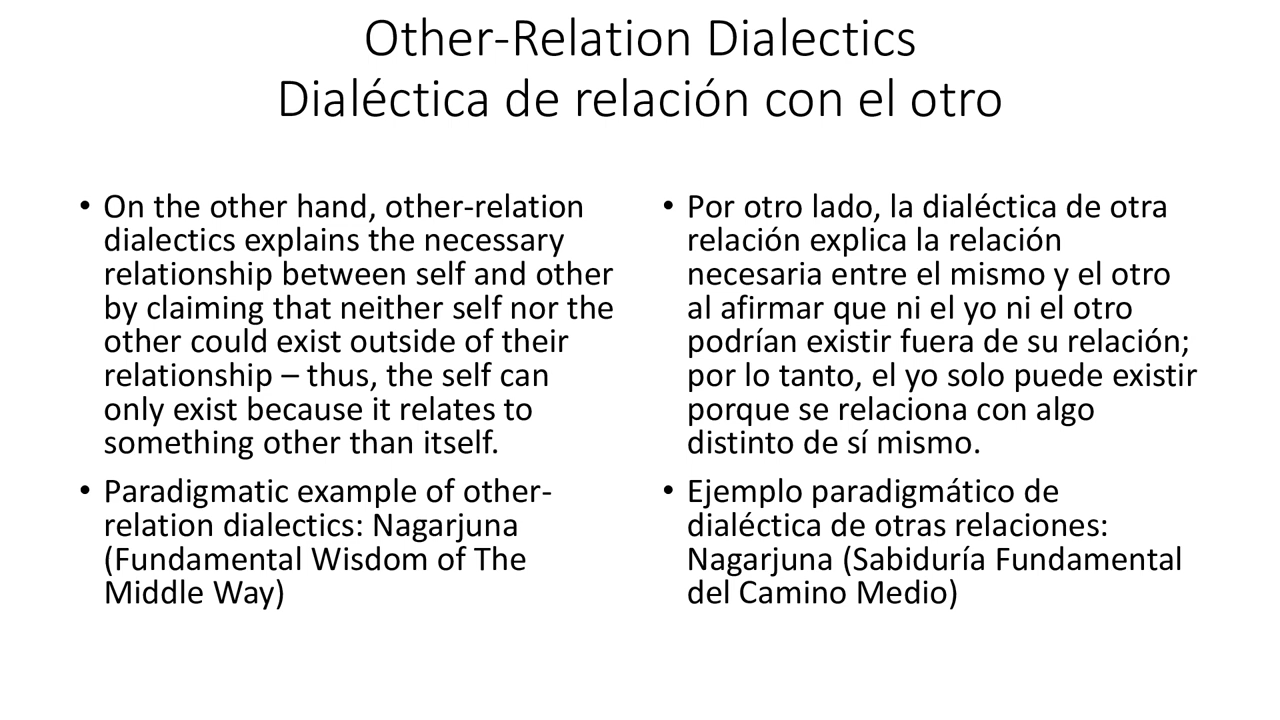 Other-Relation Dialectics
Dialéctica de relación con el otro
• On the other hand, other-relation
dialectics explains the necessary
relationship between self and other
by claiming that neither self nor the
other could exist outside of their
relationship – thus, the self can
only exist because it relates to
something other than itself.
• Paradigmatic example of other-
relation dialectics: Nagarjuna
(Fundamental Wisdom of The
Middle Way)
• Por otro lado, la dialéctica de otra
relación explica la relación
necesaria entre el mismo y el otro
al afirmar que ni el yo ni el otro
podrían existir fuera de su relación;
por lo tanto, el yo solo puede existir
porque se relaciona con algo
distinto de sí mismo.
• Ejemplo paradigmático de
dialéctica de otras relaciones:
Nagarjuna (Sabiduría Fundamental
del Camino Medio)